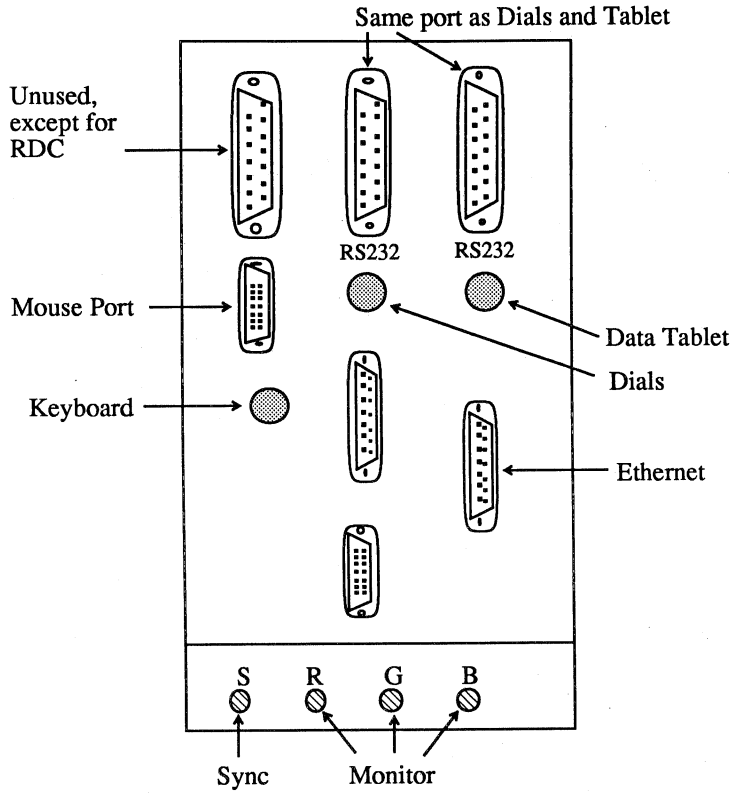 Same port as Dials and Tablet
Unused,
except for
RDC
RS232
RS232
Mouse Port
Data Tablet
Dials
Keyboard
Ethernet
S
R
G
B
Sync
Monitor